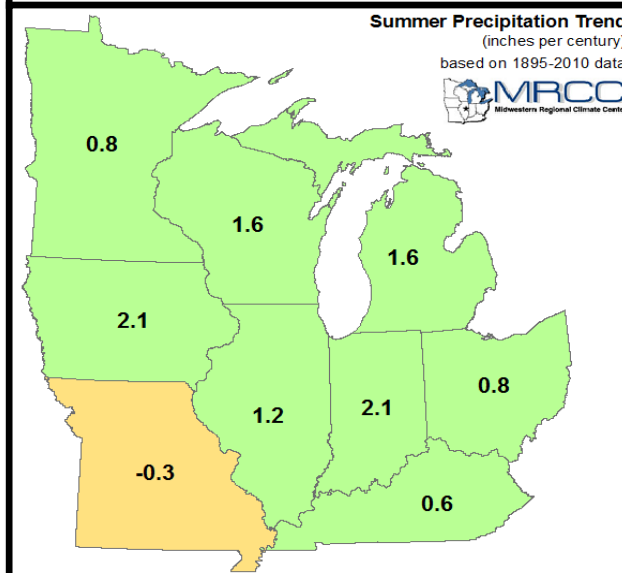 Summer Precipitation Trend
(inches per century)
based on 1895-2010 data
MRCC
Midwestern Regional Climate Cente
0.8
1.6
1.6
2.1
1.2
2.1
0.8
-0.3
0.6